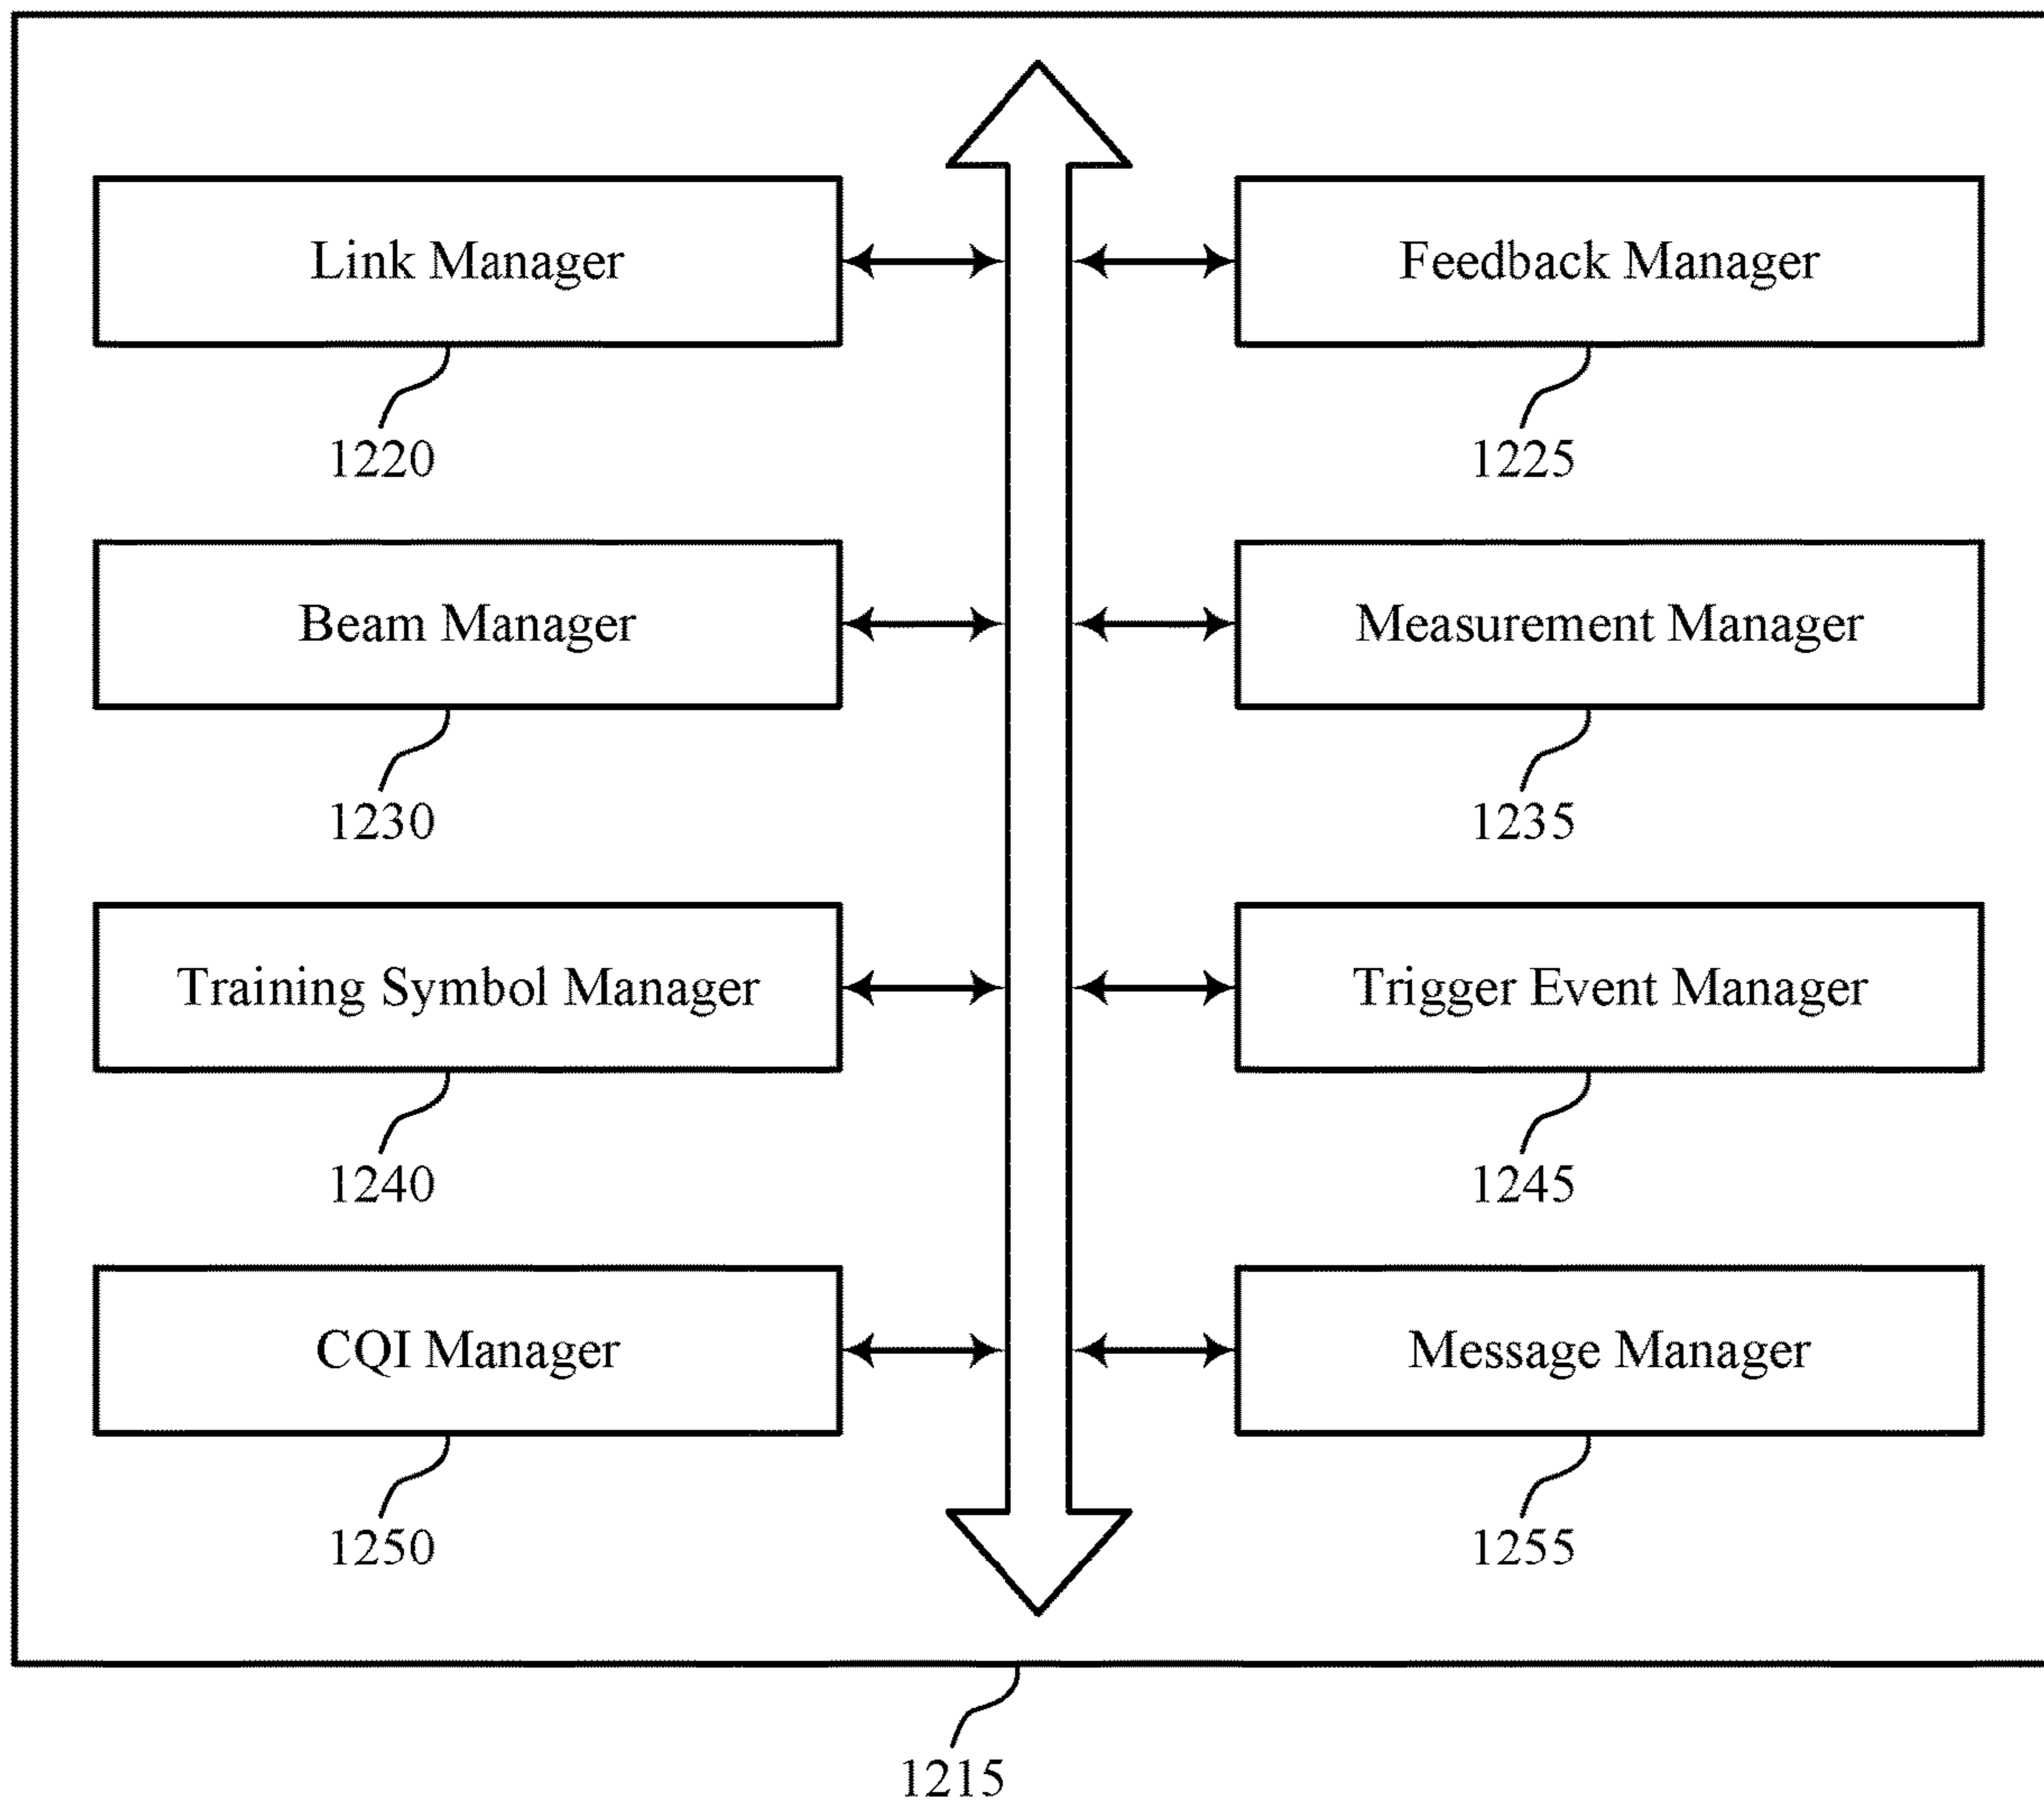 Link Manager
Feedback Manager
1220
1225
Beam Manager
Measurement Manager
1230
1235
Training Symbol Manager
Trigger Event Manager
1240
1245
CQI Manager
Message Manager
1250
1255
1215